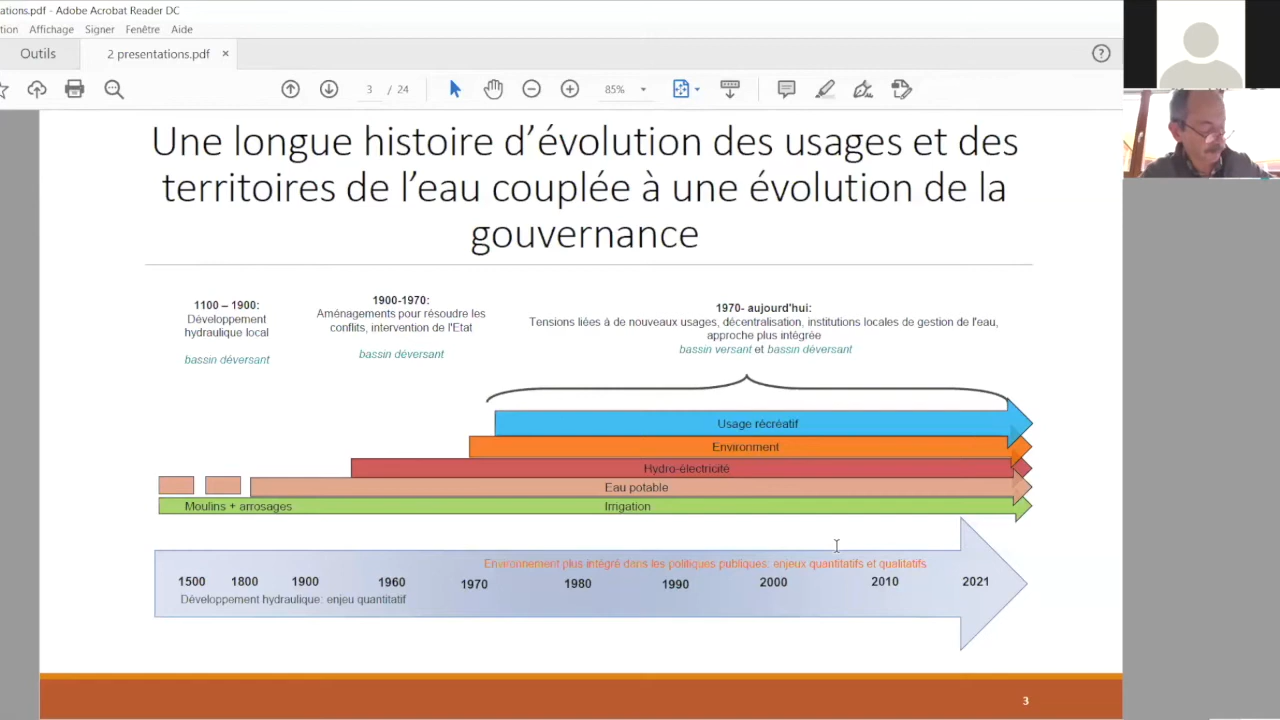 ations.pdf - Adobe Acrobat Reader DC
tion Affichage Signer Fenêtre Aide
Outils 2 presentations.pdf ×
3 / 24 85%
Une longue histoire d’évolution des usages et des
territoires de l’eau couplée à une évolution de la
gouvernance
1100 – 1900:
Développement
hydraulique local
bassin déversant
1900-1970:
Aménagements pour résoudre les
conflits, intervention de l'Etat
bassin déversant
1970- aujourd'hui:
Tensions liées à de nouveaux usages, décentralisation, institutions locales de gestion de l'eau,
approche plus intégrée
bassin versant et bassin déversant
Usage récréatif
Environment
Hydro-électricité
Eau potable
Moulins + arrosages Irrigation
Environnement plus intégré dans les politiques publiques: enjeux quantitatifs et qualitatifs
1500 1800 1900 1960 1970 1980 1990 2000 2010 2021
Développement hydraulique: enjeu quantitatif
3